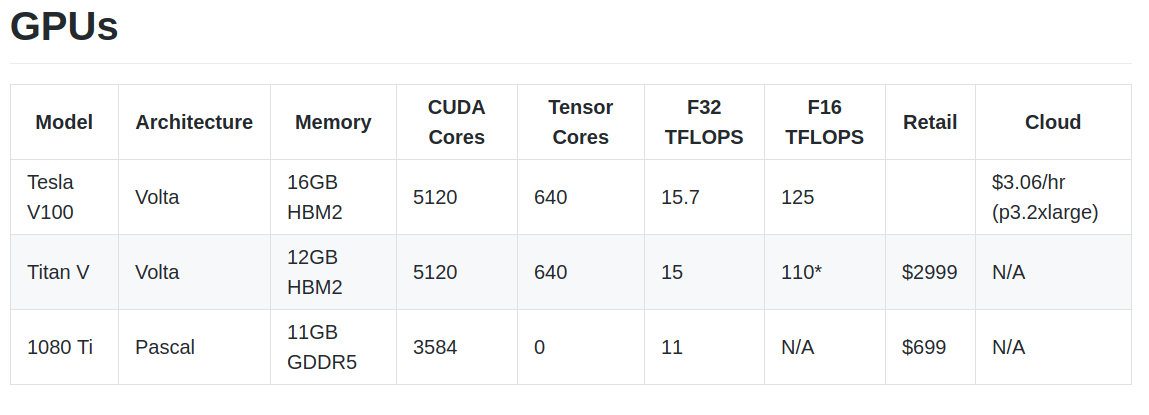 GPUs
Model Architecture Memory CUDA Cores Tensor Cores F32 TFLOPS F16 TFLOPS Retail Cloud
Tesla V100 Volta 16GB HBM2 5120 640 15.7 125 $3.06/hr (p3.2xlarge)
Titan V Volta 12GB HBM2 5120 640 15 110* $2999 N/A
1080 Ti Pascal 11GB GDDR5 3584 0 11 N/A $699 N/A